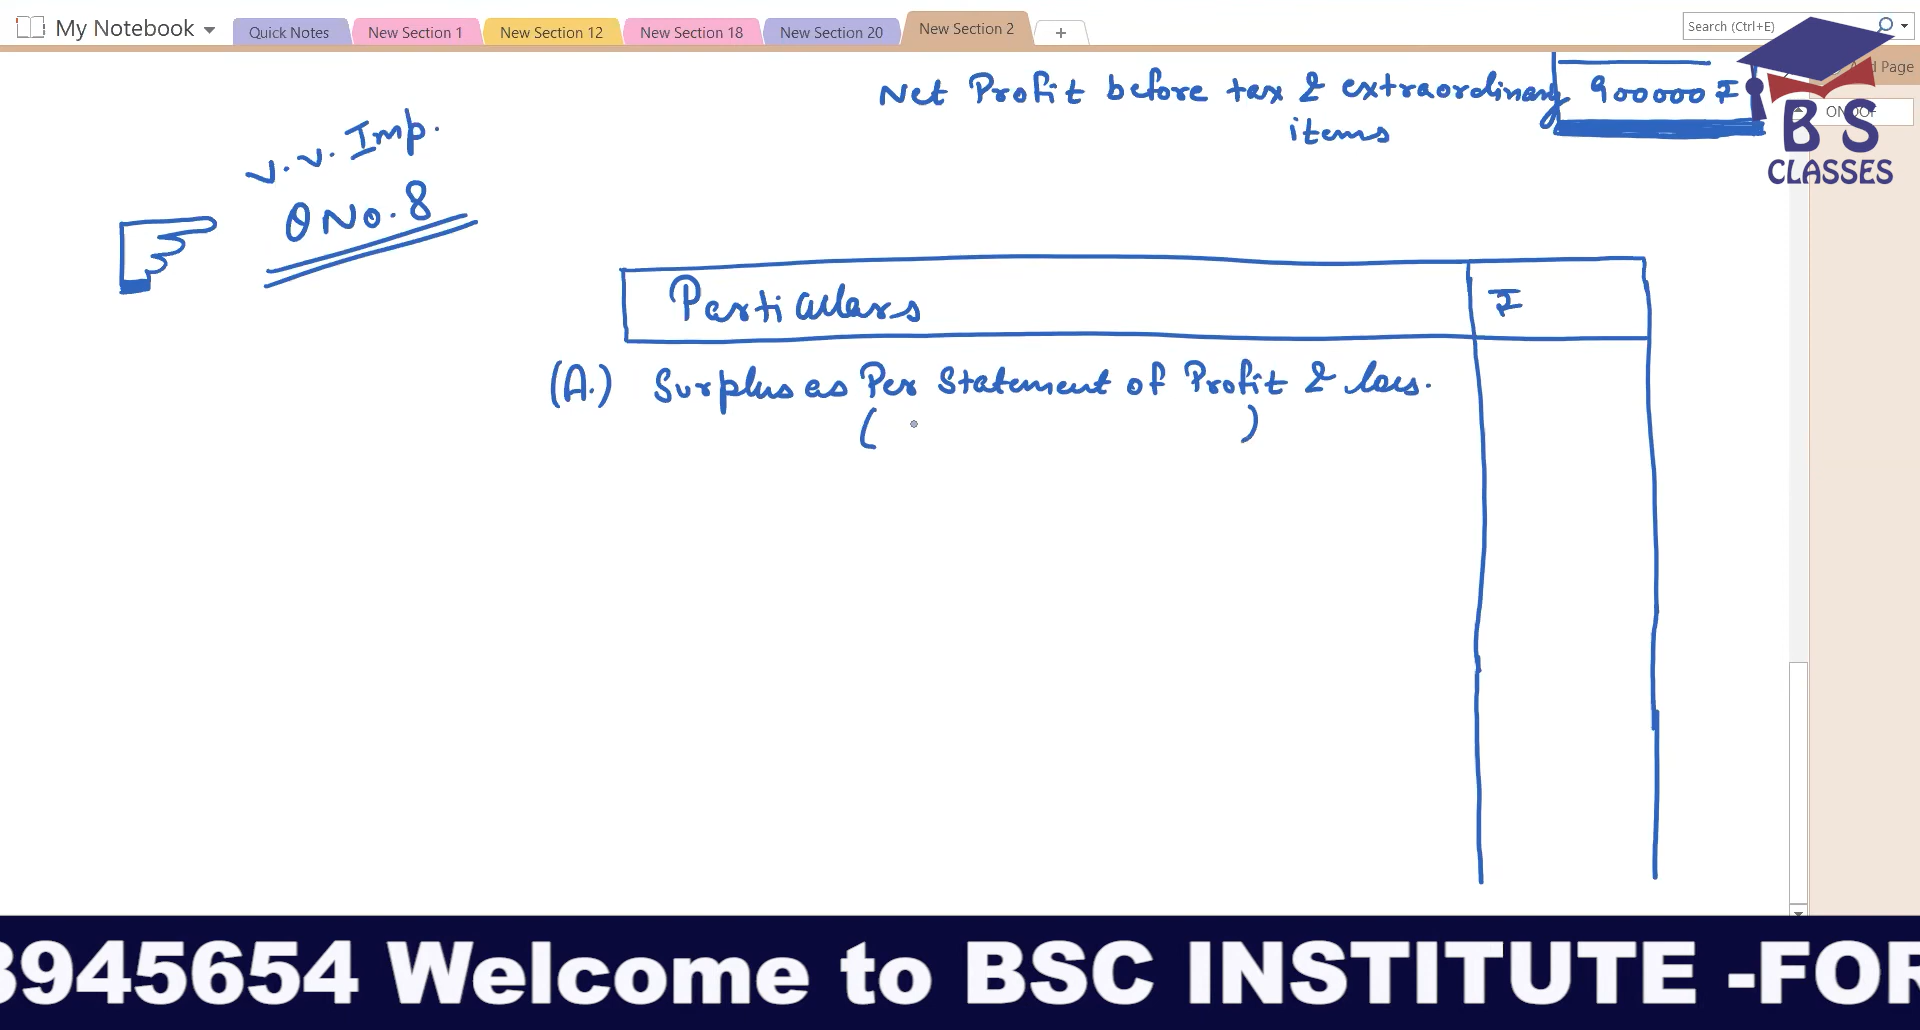 My Notebook
Quick Notes
New Section 1
New Section 12
New Section 18
New Section 20
New Section 2
+
Search (Ctrl+E)
Page
B S
CLASSES
Net Profit before tax & extraordinary 900000 ₹
items
v.v. Imp.
Q No. 8
Particulars ₹
(A.) Surplus as Per Statement of Profit & loss.
( )
3945654 Welcome to BSC INSTITUTE -FOR